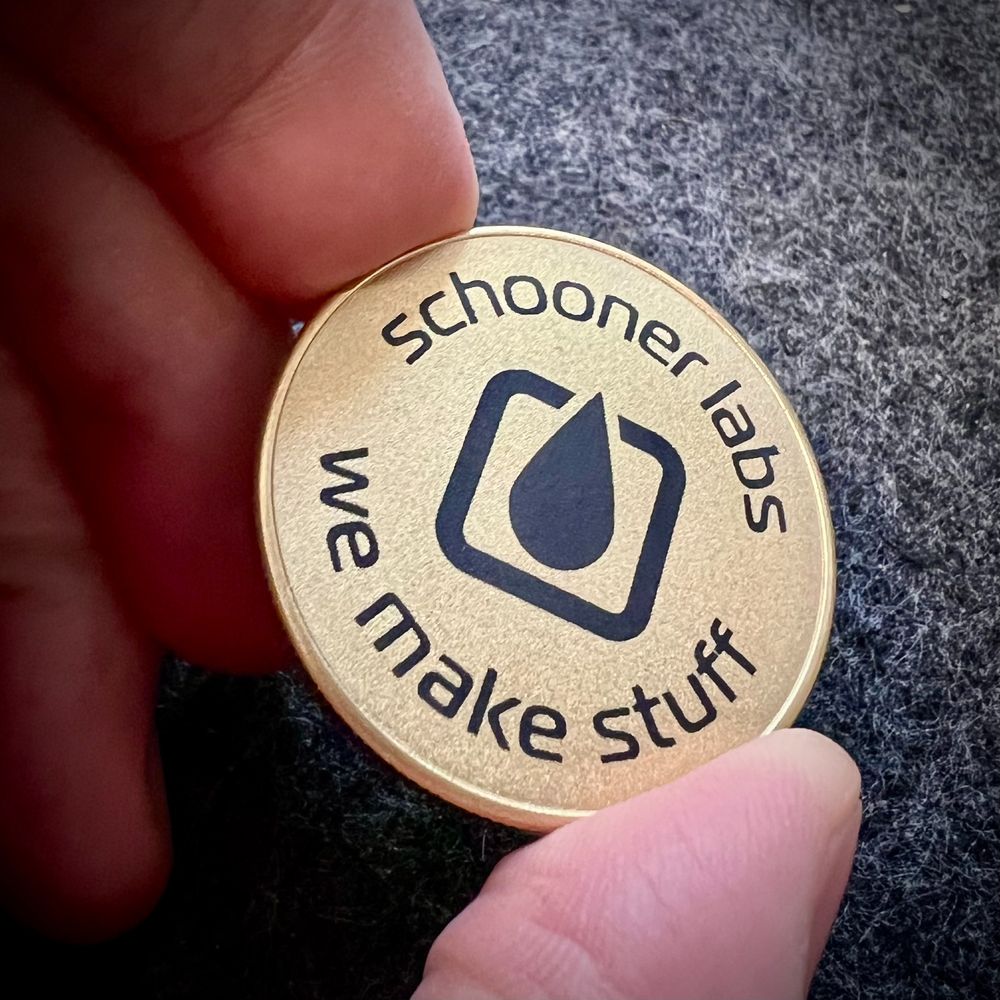 schooner labs
we make stuff